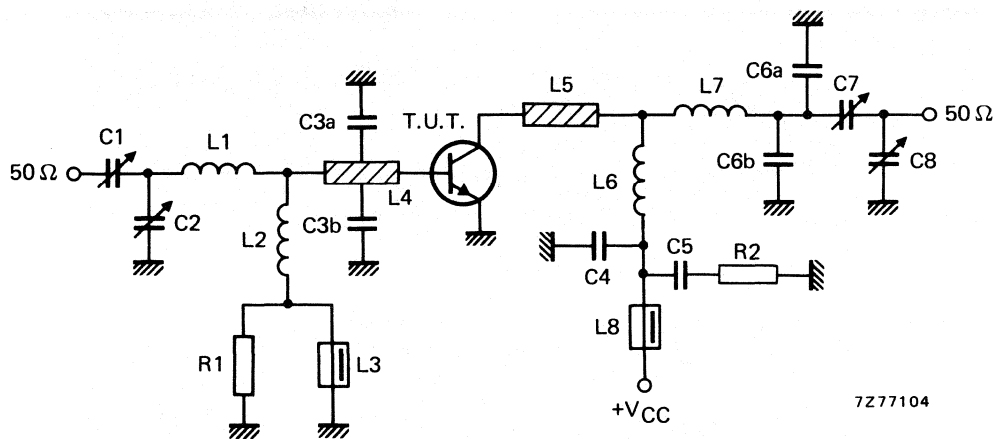 C6a
C7
L5
L7
50 Ω
C3a
T.U.T.
C1
L1
50 Ω
C6b
C8
L4
L6
C2
C3b
L2
C5
R2
C4
L8
R1
L3
+VCC
7Z77104